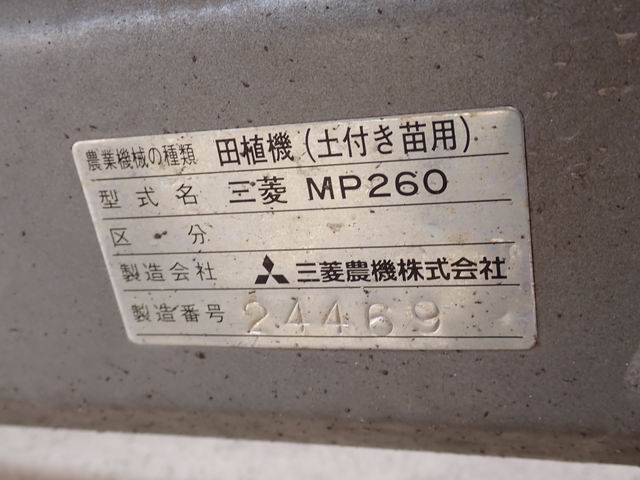 農業機械の種類 田植機(土付き苗用)
型式名 三菱 MP260
区分
製造会社 三菱農機株式会社
製造番号 24469